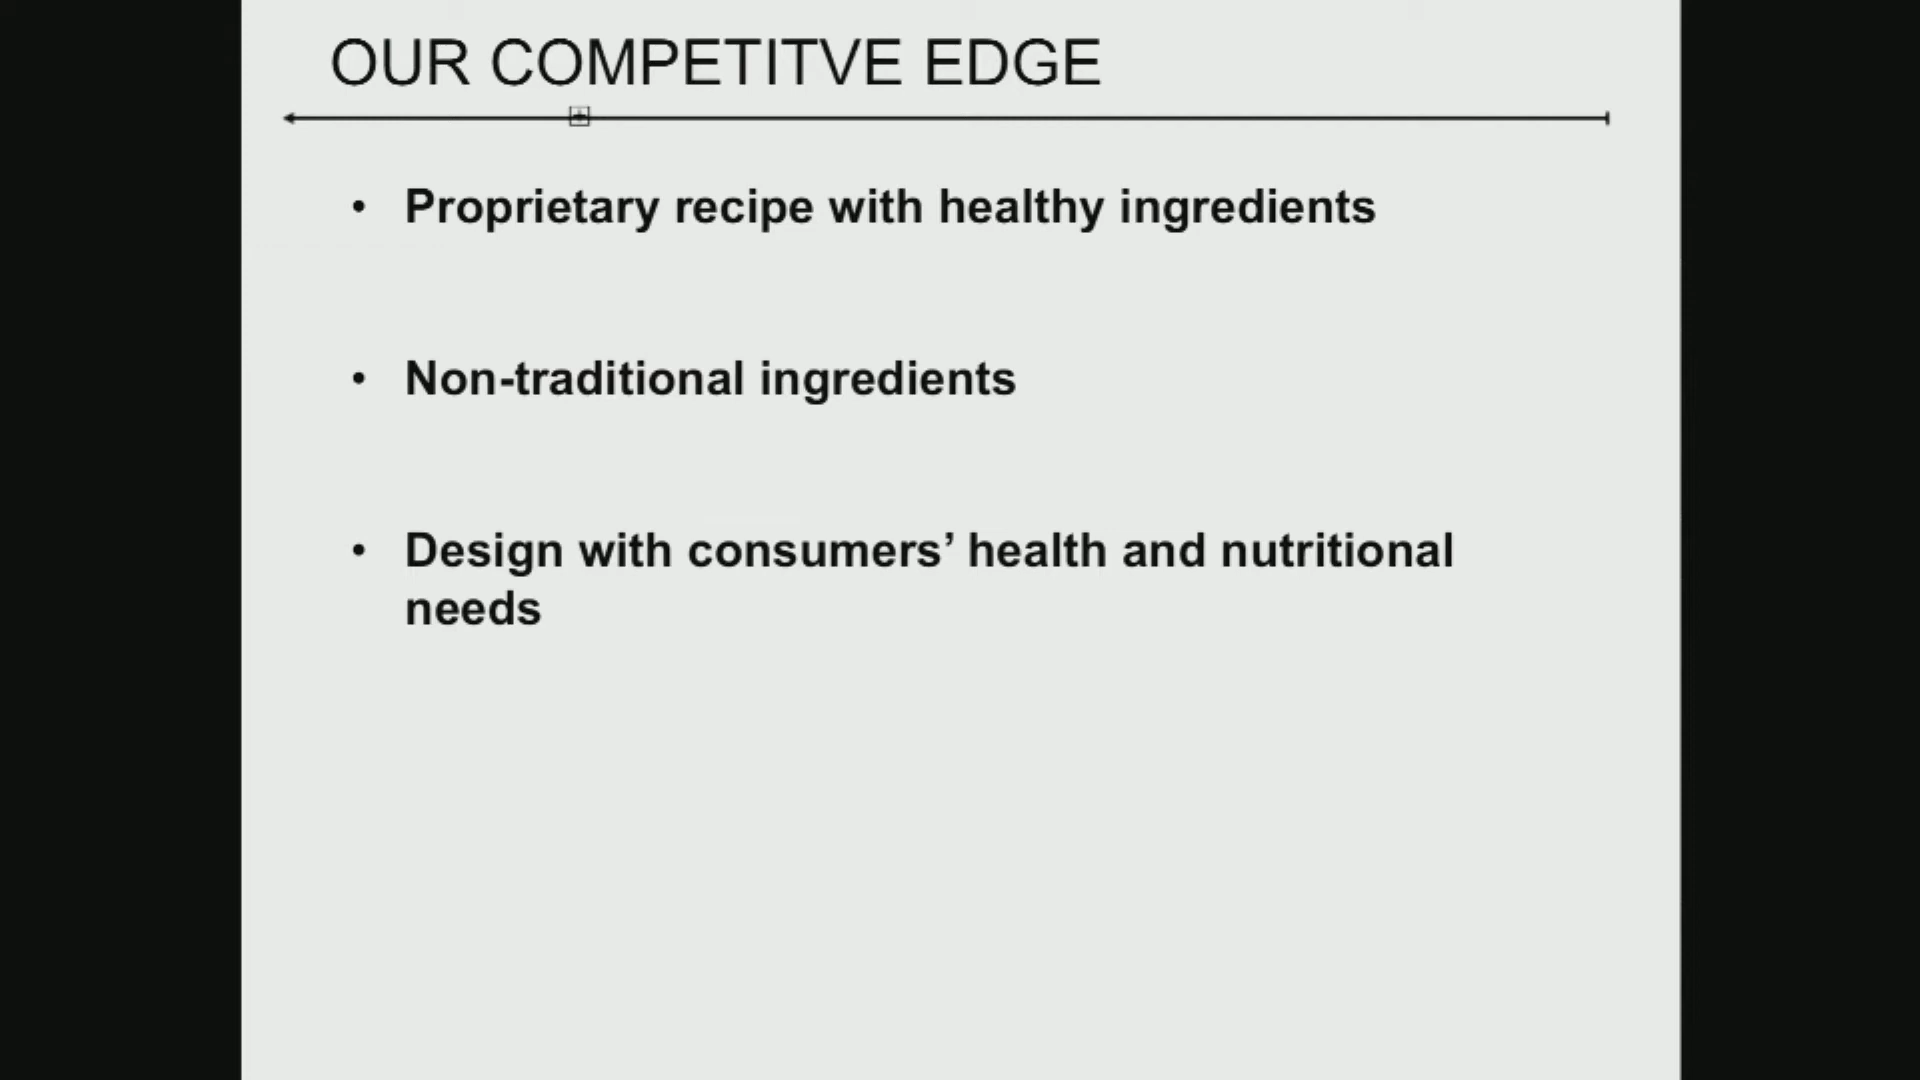 OUR COMPETITVE EDGE
• Proprietary recipe with healthy ingredients
• Non-traditional ingredients
• Design with consumers’ health and nutritional
needs